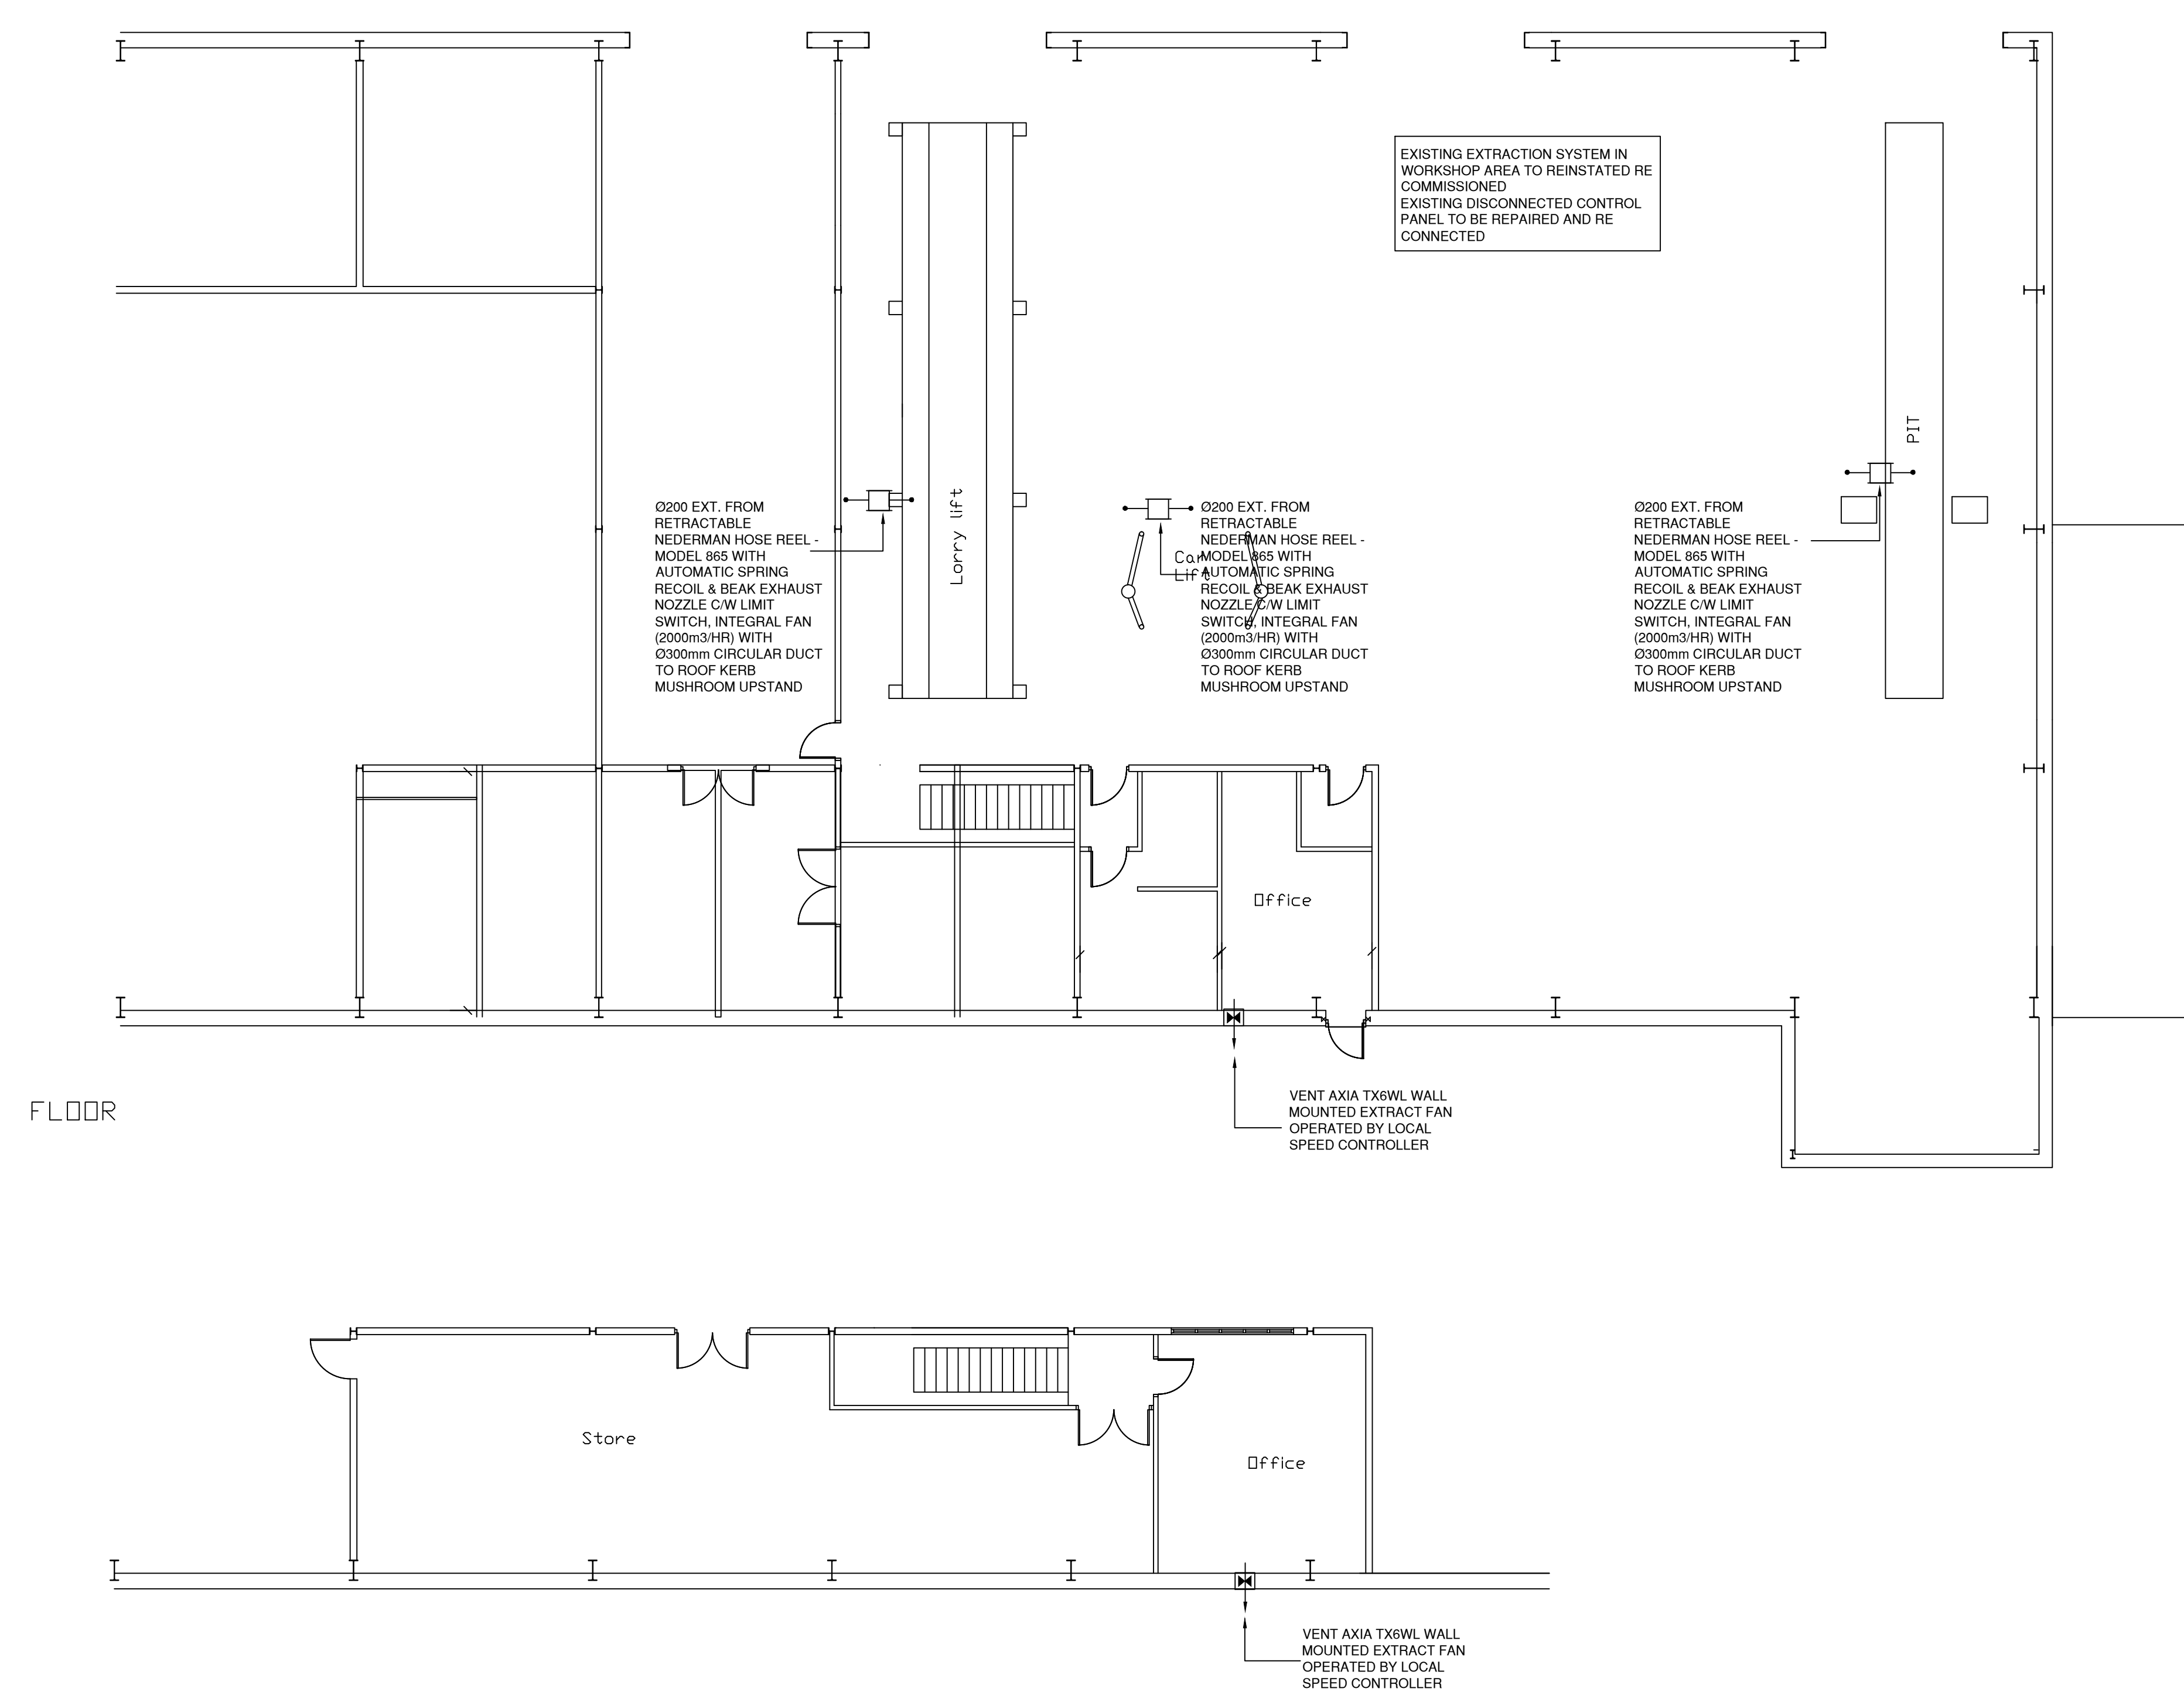 EXISTING EXTRACTION SYSTEM IN
WORKSHOP AREA TO REINSTATED RE
COMMISSIONED
EXISTING DISCONNECTED CONTROL
PANEL TO BE REPAIRED AND RE
CONNECTED
PIT
Lorry lift
Ø200 EXT. FROM
RETRACTABLE
NEDERMAN HOSE REEL -
MODEL 865 WITH
AUTOMATIC SPRING
RECOIL & BEAK EXHAUST
NOZZLE C/W LIMIT
SWITCH, INTEGRAL FAN
(2000m3/HR) WITH
Ø300mm CIRCULAR DUCT
TO ROOF KERB
MUSHROOM UPSTAND
Car
Lift
Ø200 EXT. FROM
RETRACTABLE
NEDERMAN HOSE REEL -
MODEL 865 WITH
AUTOMATIC SPRING
RECOIL & BEAK EXHAUST
NOZZLE C/W LIMIT
SWITCH, INTEGRAL FAN
(2000m3/HR) WITH
Ø300mm CIRCULAR DUCT
TO ROOF KERB
MUSHROOM UPSTAND
Ø200 EXT. FROM
RETRACTABLE
NEDERMAN HOSE REEL -
MODEL 865 WITH
AUTOMATIC SPRING
RECOIL & BEAK EXHAUST
NOZZLE C/W LIMIT
SWITCH, INTEGRAL FAN
(2000m3/HR) WITH
Ø300mm CIRCULAR DUCT
TO ROOF KERB
MUSHROOM UPSTAND
Office
FLOOR
VENT AXIA TX6WL WALL
MOUNTED EXTRACT FAN
OPERATED BY LOCAL
SPEED CONTROLLER
Store
Office
VENT AXIA TX6WL WALL
MOUNTED EXTRACT FAN
OPERATED BY LOCAL
SPEED CONTROLLER